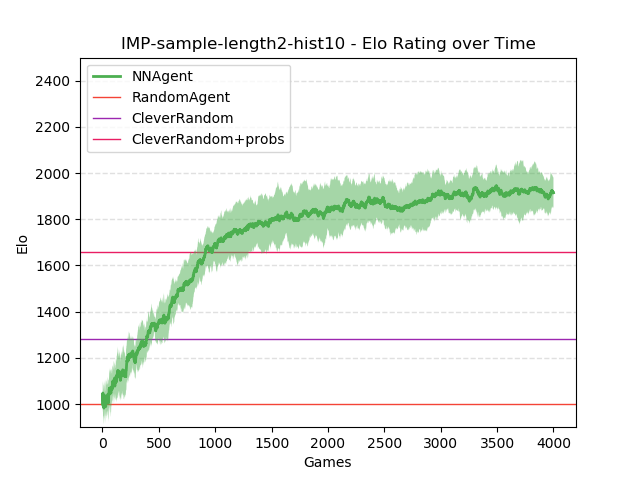 IMP-sample-length2-hist10 - Elo Rating over Time
NNAgent
RandomAgent
CleverRandom
CleverRandom+probs
2400
2200
2000
1800
1600
1400
1200
1000
Elo
0 500 1000 1500 2000 2500 3000 3500 4000
Games